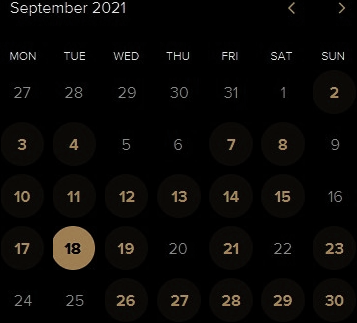 September 2021
MON TUE WED THU FRI SAT SUN
27 28 29 30 31 1 2
3 4 5 6 7 8 9
10 11 12 13 14 15 16
17 18 19 20 21 22 23
24 25 26 27 28 29 30